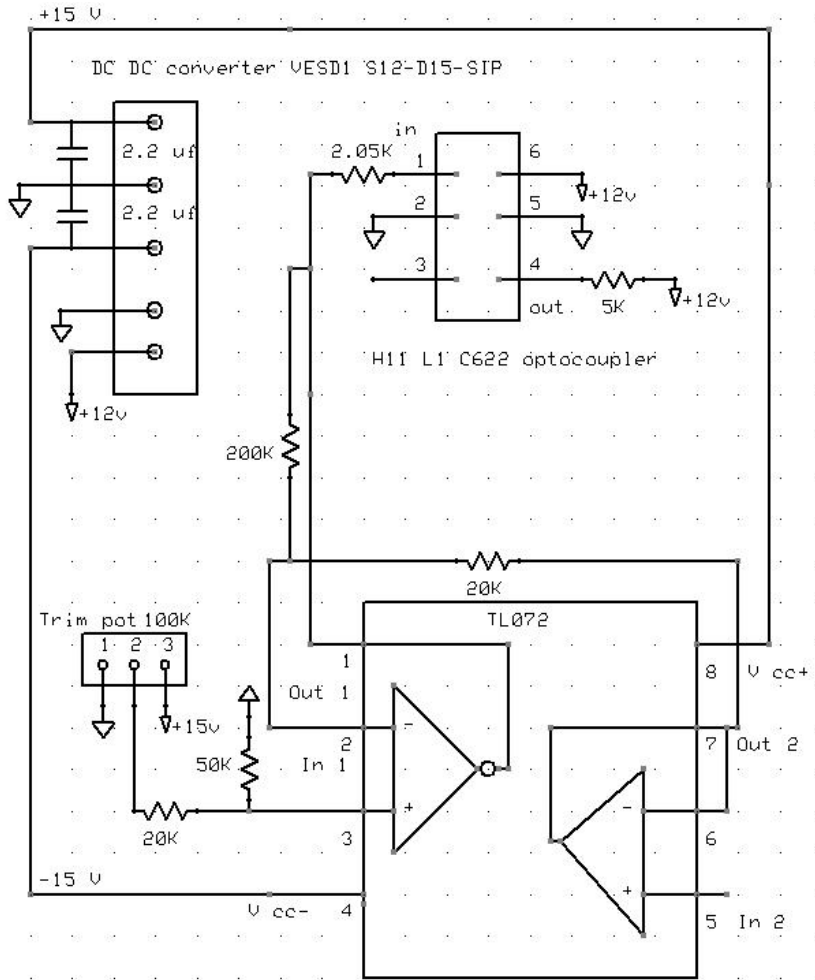 +15 V
DC DC converter VESD1 S12-D15-SIP
2.2 uf
2.2 uf
+12v
in
2.05K
1
6
+12v
2
5
3
4
out
5K
+12v
H11 L1 C622 optocoupler
200K
20K
Trim pot 100K
1 2 3
+15v
50K
20K
TL072
1
Out 1
2
In 1
3
8
V cc+
7
Out 2
6
5
In 2
-
+
-
+
-15 V
V cc-
4